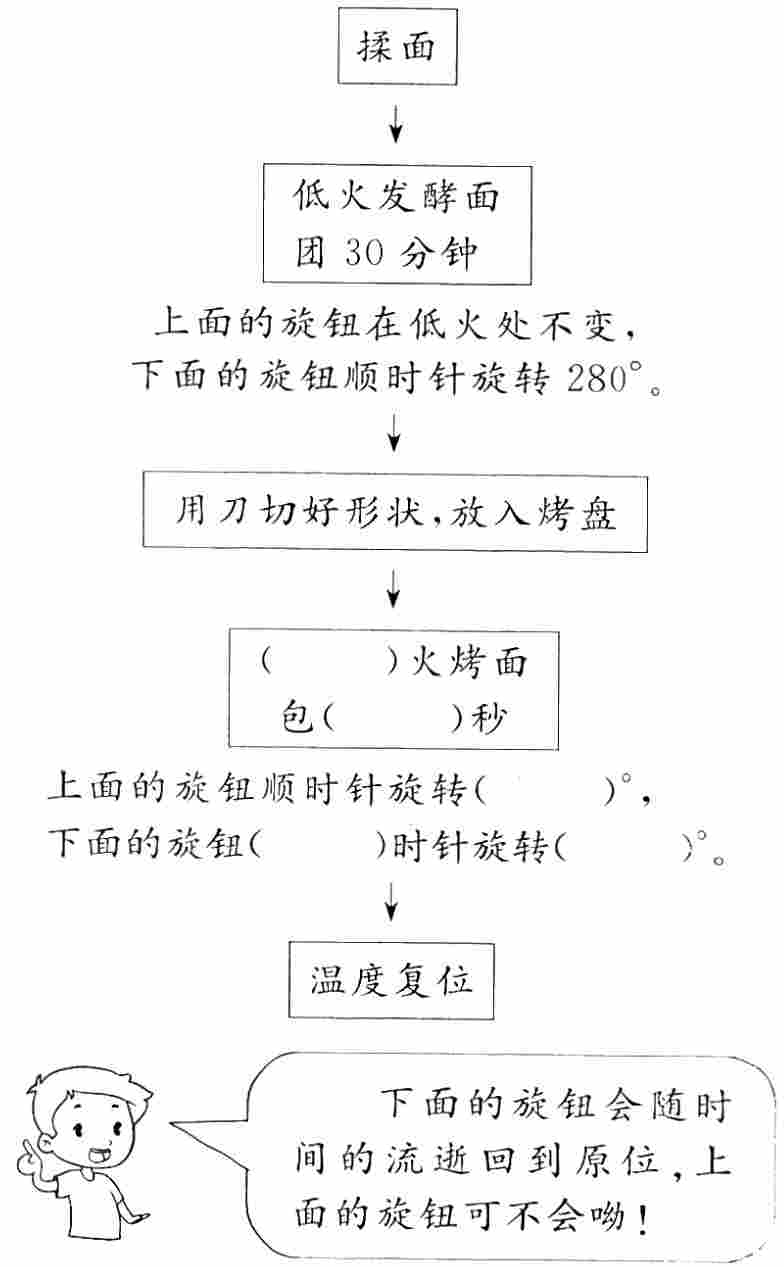 揉面
低火发酵面
团 30 分钟
上面的旋钮在低火处不变，
下面的旋钮顺时针旋转 280°。
用刀切好形状，放入烤盘
（　　）火烤面
包（　　）秒
上面的旋钮顺时针旋转（　　）°，
下面的旋钮（　　）时针旋转（　　）°。
温度复位
下面的旋钮会随时
间的流逝回到原位，上
面的旋钮可不会呦！